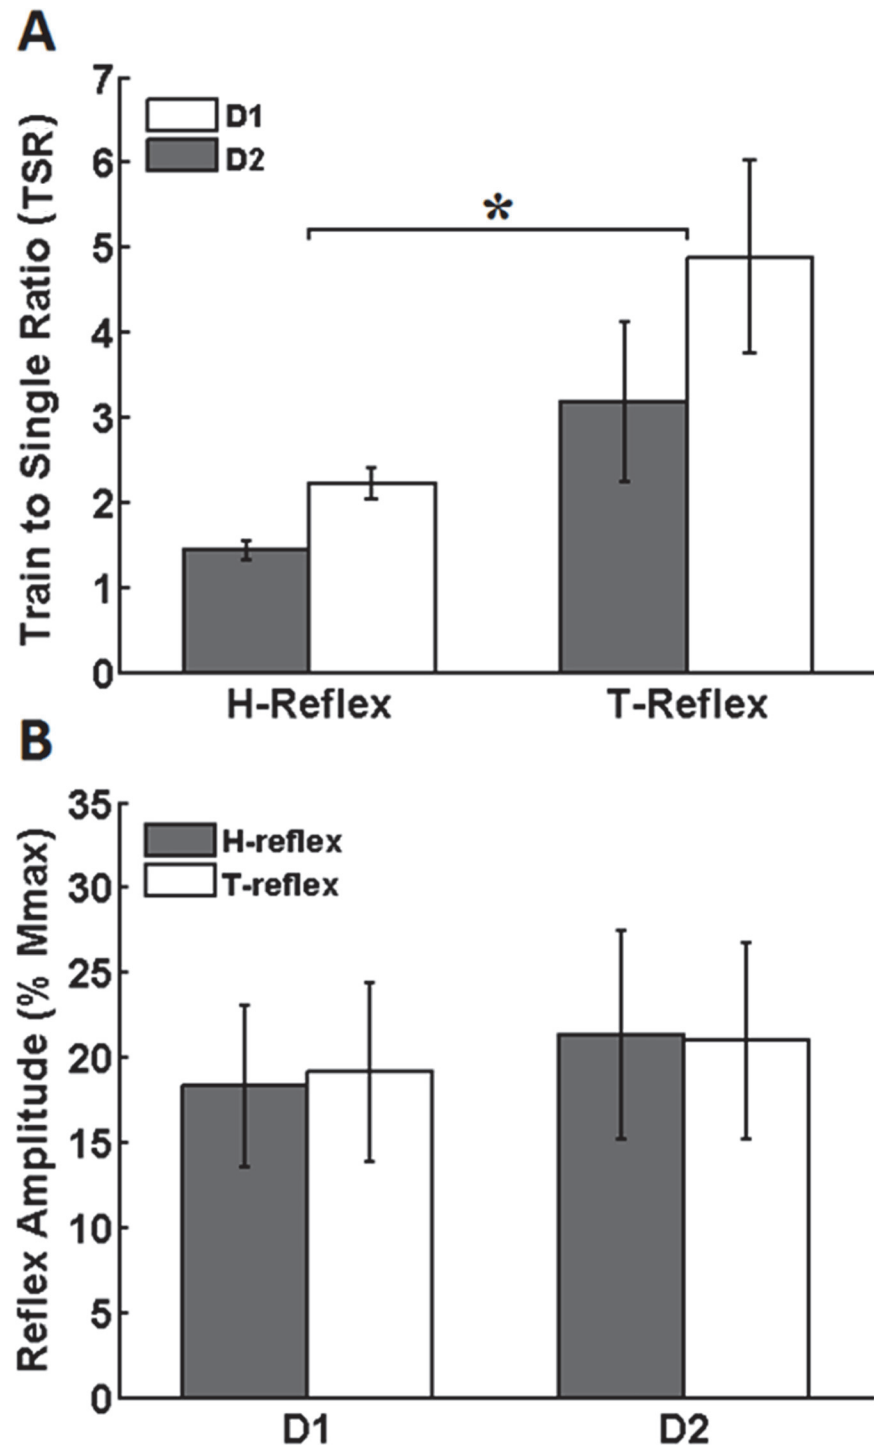 A
Train to Single Ratio (TSR)
7
6
5
4
3
2
1
0
D1
D2
*
H-Reflex
T-Reflex
B
Reflex Amplitude (% Mmax)
35
30
25
20
15
10
5
0
H-reflex
T-reflex
D1
D2